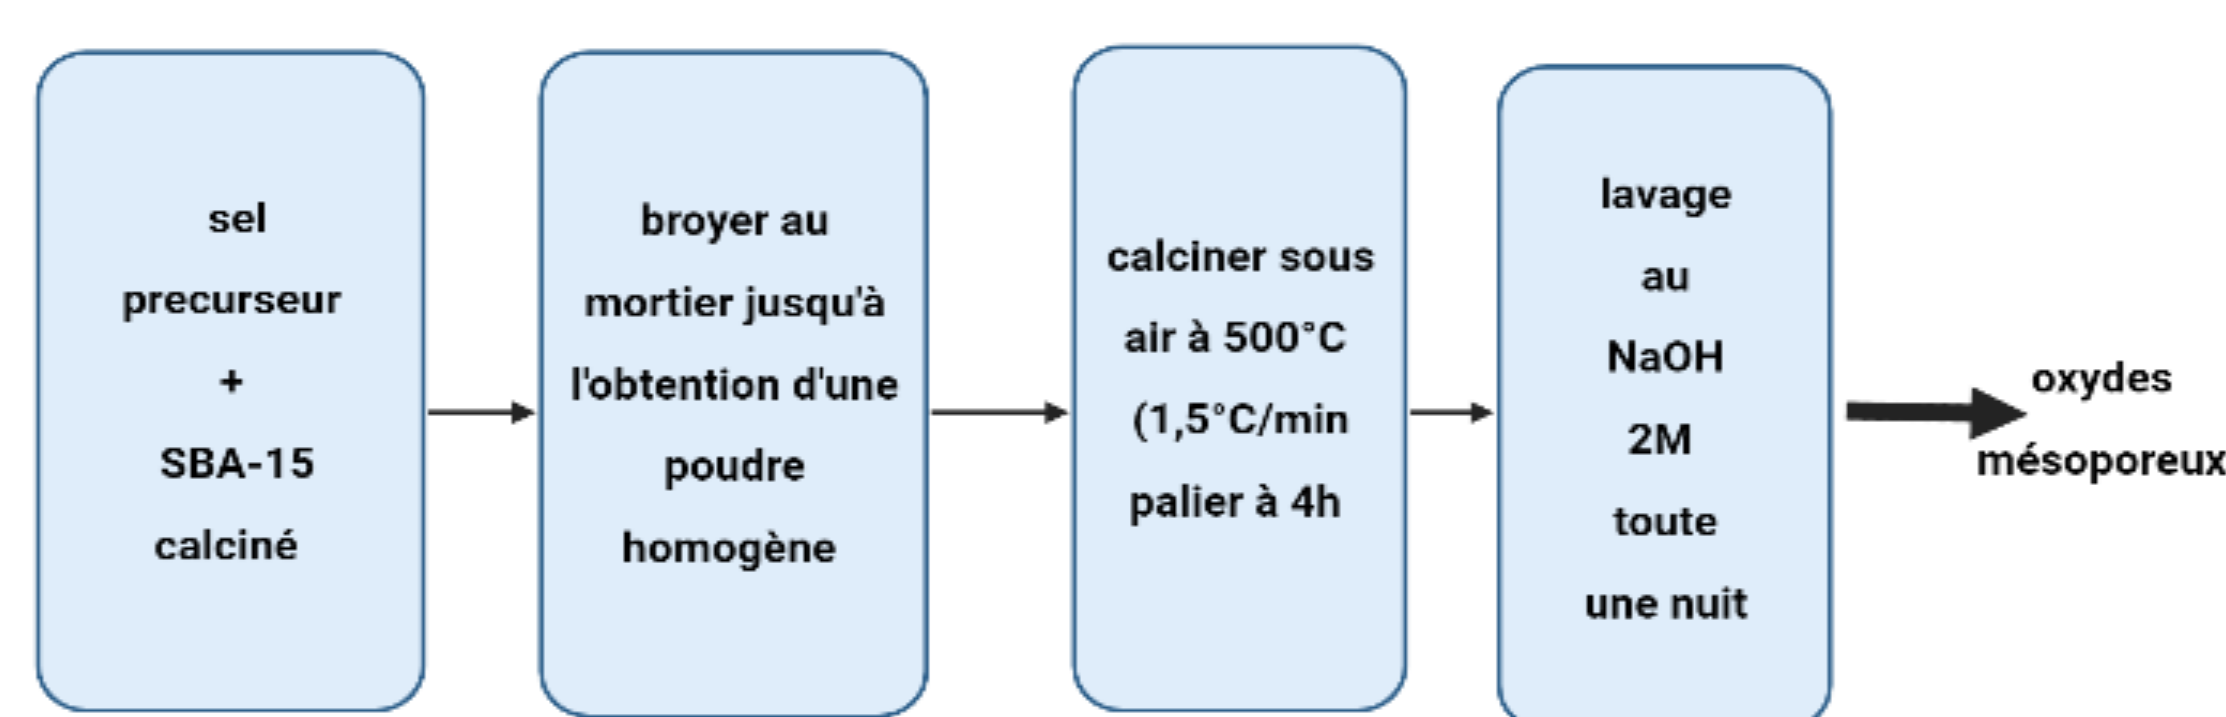 sel
precurseur
+
SBA-15
calciné
broyer au
mortier jusqu'à
l'obtention d'une
poudre
homogène
calciner sous
air à 500°C
(1,5°C/min
palier à 4h
lavage
au
NaOH
2M
toute
une nuit
oxydes
mésoporeux